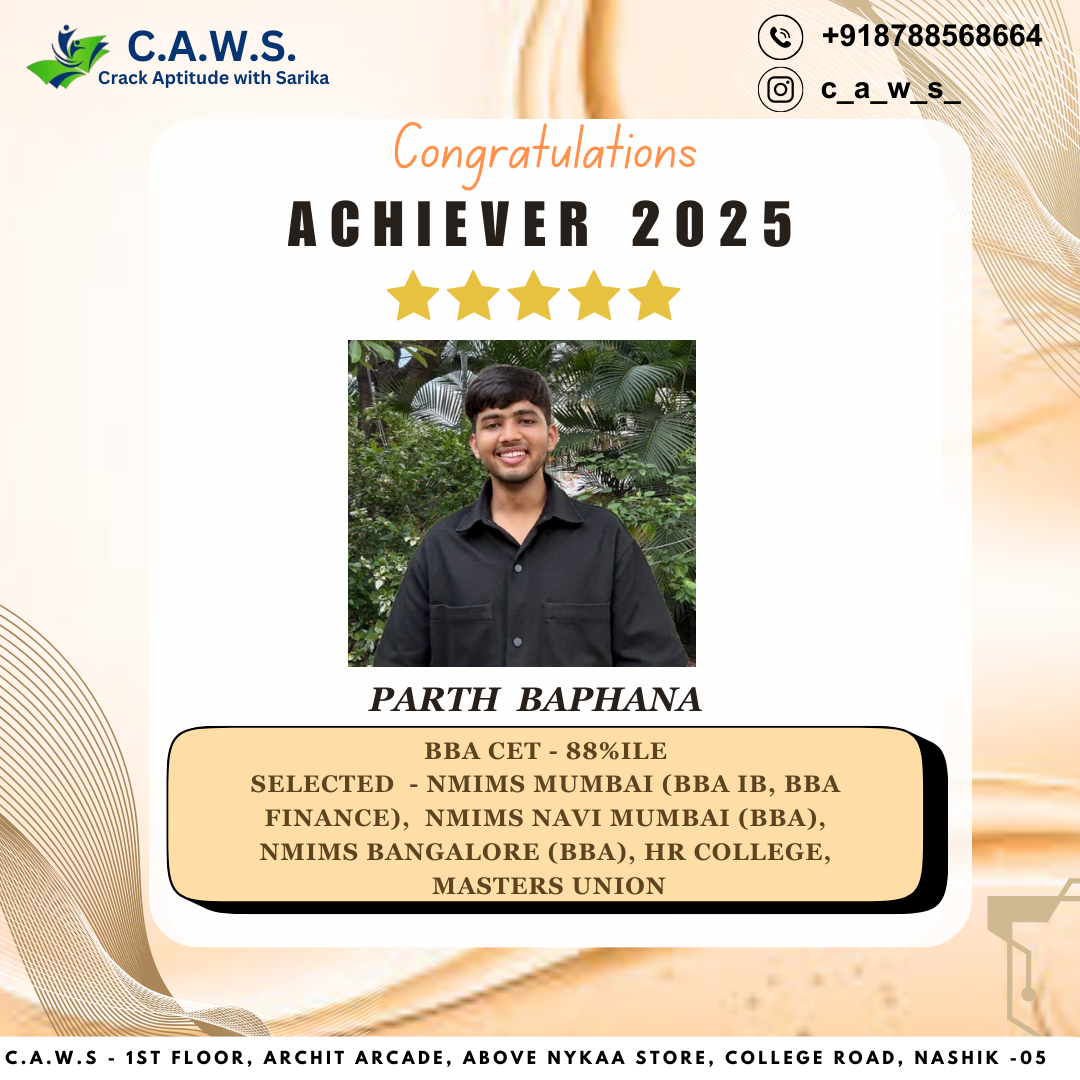 C.A.W.S.
Crack Aptitude with Sarika
+918788568664
c_a_w_s_
Congratulations
ACHIEVER 2025
PARTH BAPHANA
BBA CET - 88%ILE
SELECTED - NMIMS MUMBAI (BBA IB, BBA
FINANCE), NMIMS NAVI MUMBAI (BBA),
NMIMS BANGALORE (BBA), HR COLLEGE,
MASTERS UNION
C.A.W.S - 1ST FLOOR, ARCHIT ARCADE, ABOVE NYKAA STORE, COLLEGE ROAD, NASHIK -05